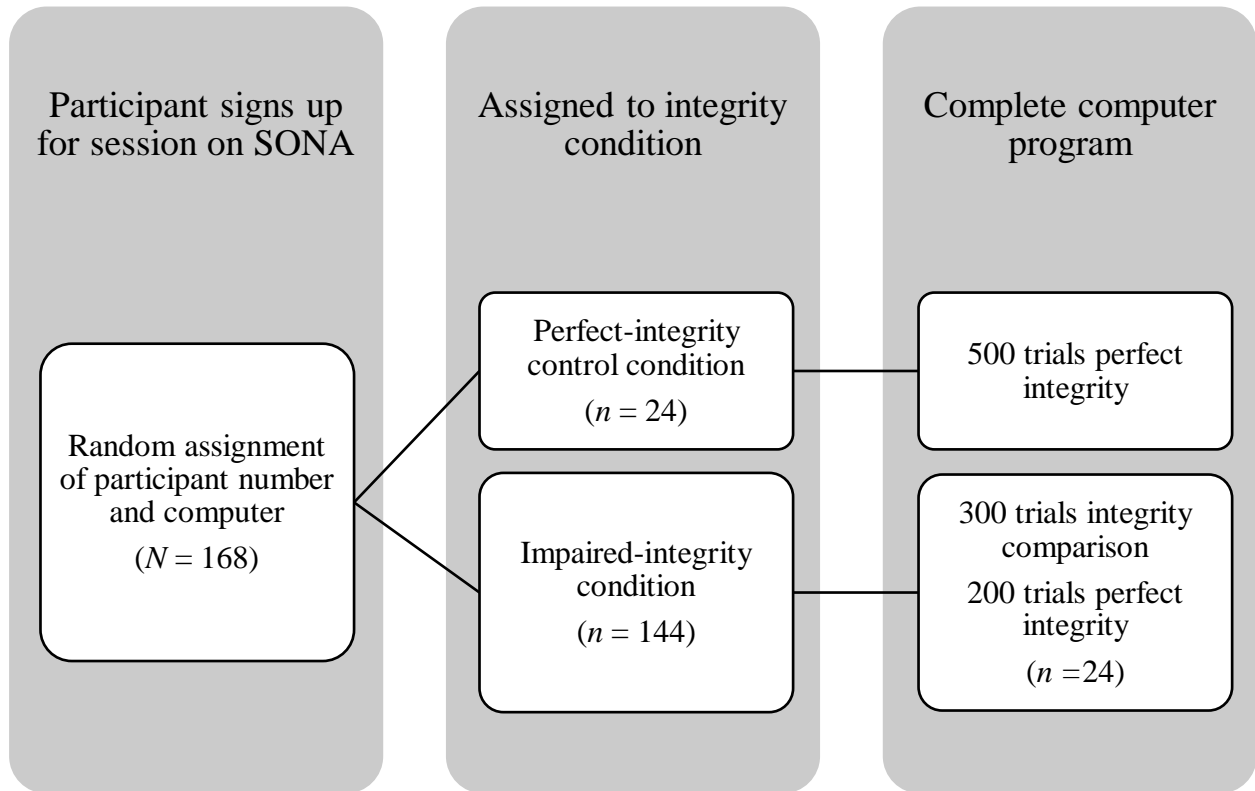 Participant signs up
for session on SONA
Random assignment
of participant number
and computer
(N = 168)
Assigned to integrity
condition
Perfect-integrity
control condition
(n = 24)
Impaired-integrity
condition
(n = 144)
Complete computer
program
500 trials perfect
integrity
300 trials integrity
comparison
200 trials perfect
integrity
(n =24)